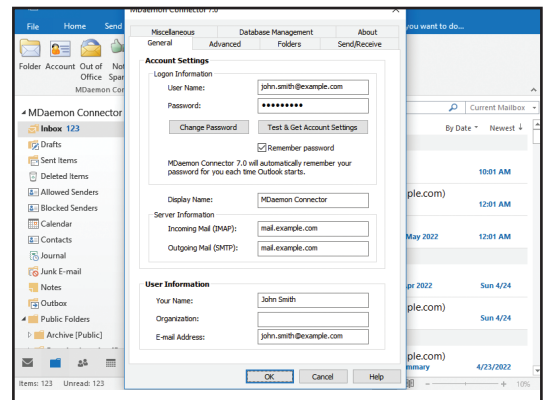 MDaemon Connector 7.0
File Home Send
you want to do...
Miscellaneous Database Management About
General Advanced Folders Send/Receive
Folder Account Out of
Office
MDaemon Con
Account Settings
Logon Information
User Name: john.smith@example.com
Password: •••••••••
Change Password Test & Get Account Settings
Remember password
MDaemon Connector 7.0 will automatically remember your
password for you each time Outlook starts.
Display Name: MDaemon Connector
Server Information
Incoming Mail (IMAP): mail.example.com
Outgoing Mail (SMTP): mail.example.com
User Information
Your Name: John Smith
Organization:
E-mail Address: john.smith@example.com
OK Cancel Help
MDaemon Connector
Inbox 123
Drafts
Sent Items
Deleted Items
Allowed Senders
Blocked Senders
Calendar
Contacts
Journal
Junk E-mail
Notes
Outbox
Public Folders
Archive [Public]
Items: 123 Unread: 123
Current Mailbox
By Date Newest ↓
10:01 AM
ple.com)
12:01 AM
May 2022 12:01 AM
pr 2022 Sun 4/24
ple.com)
Sun 4/24
ple.com)
mmary 4/23/2022
10%